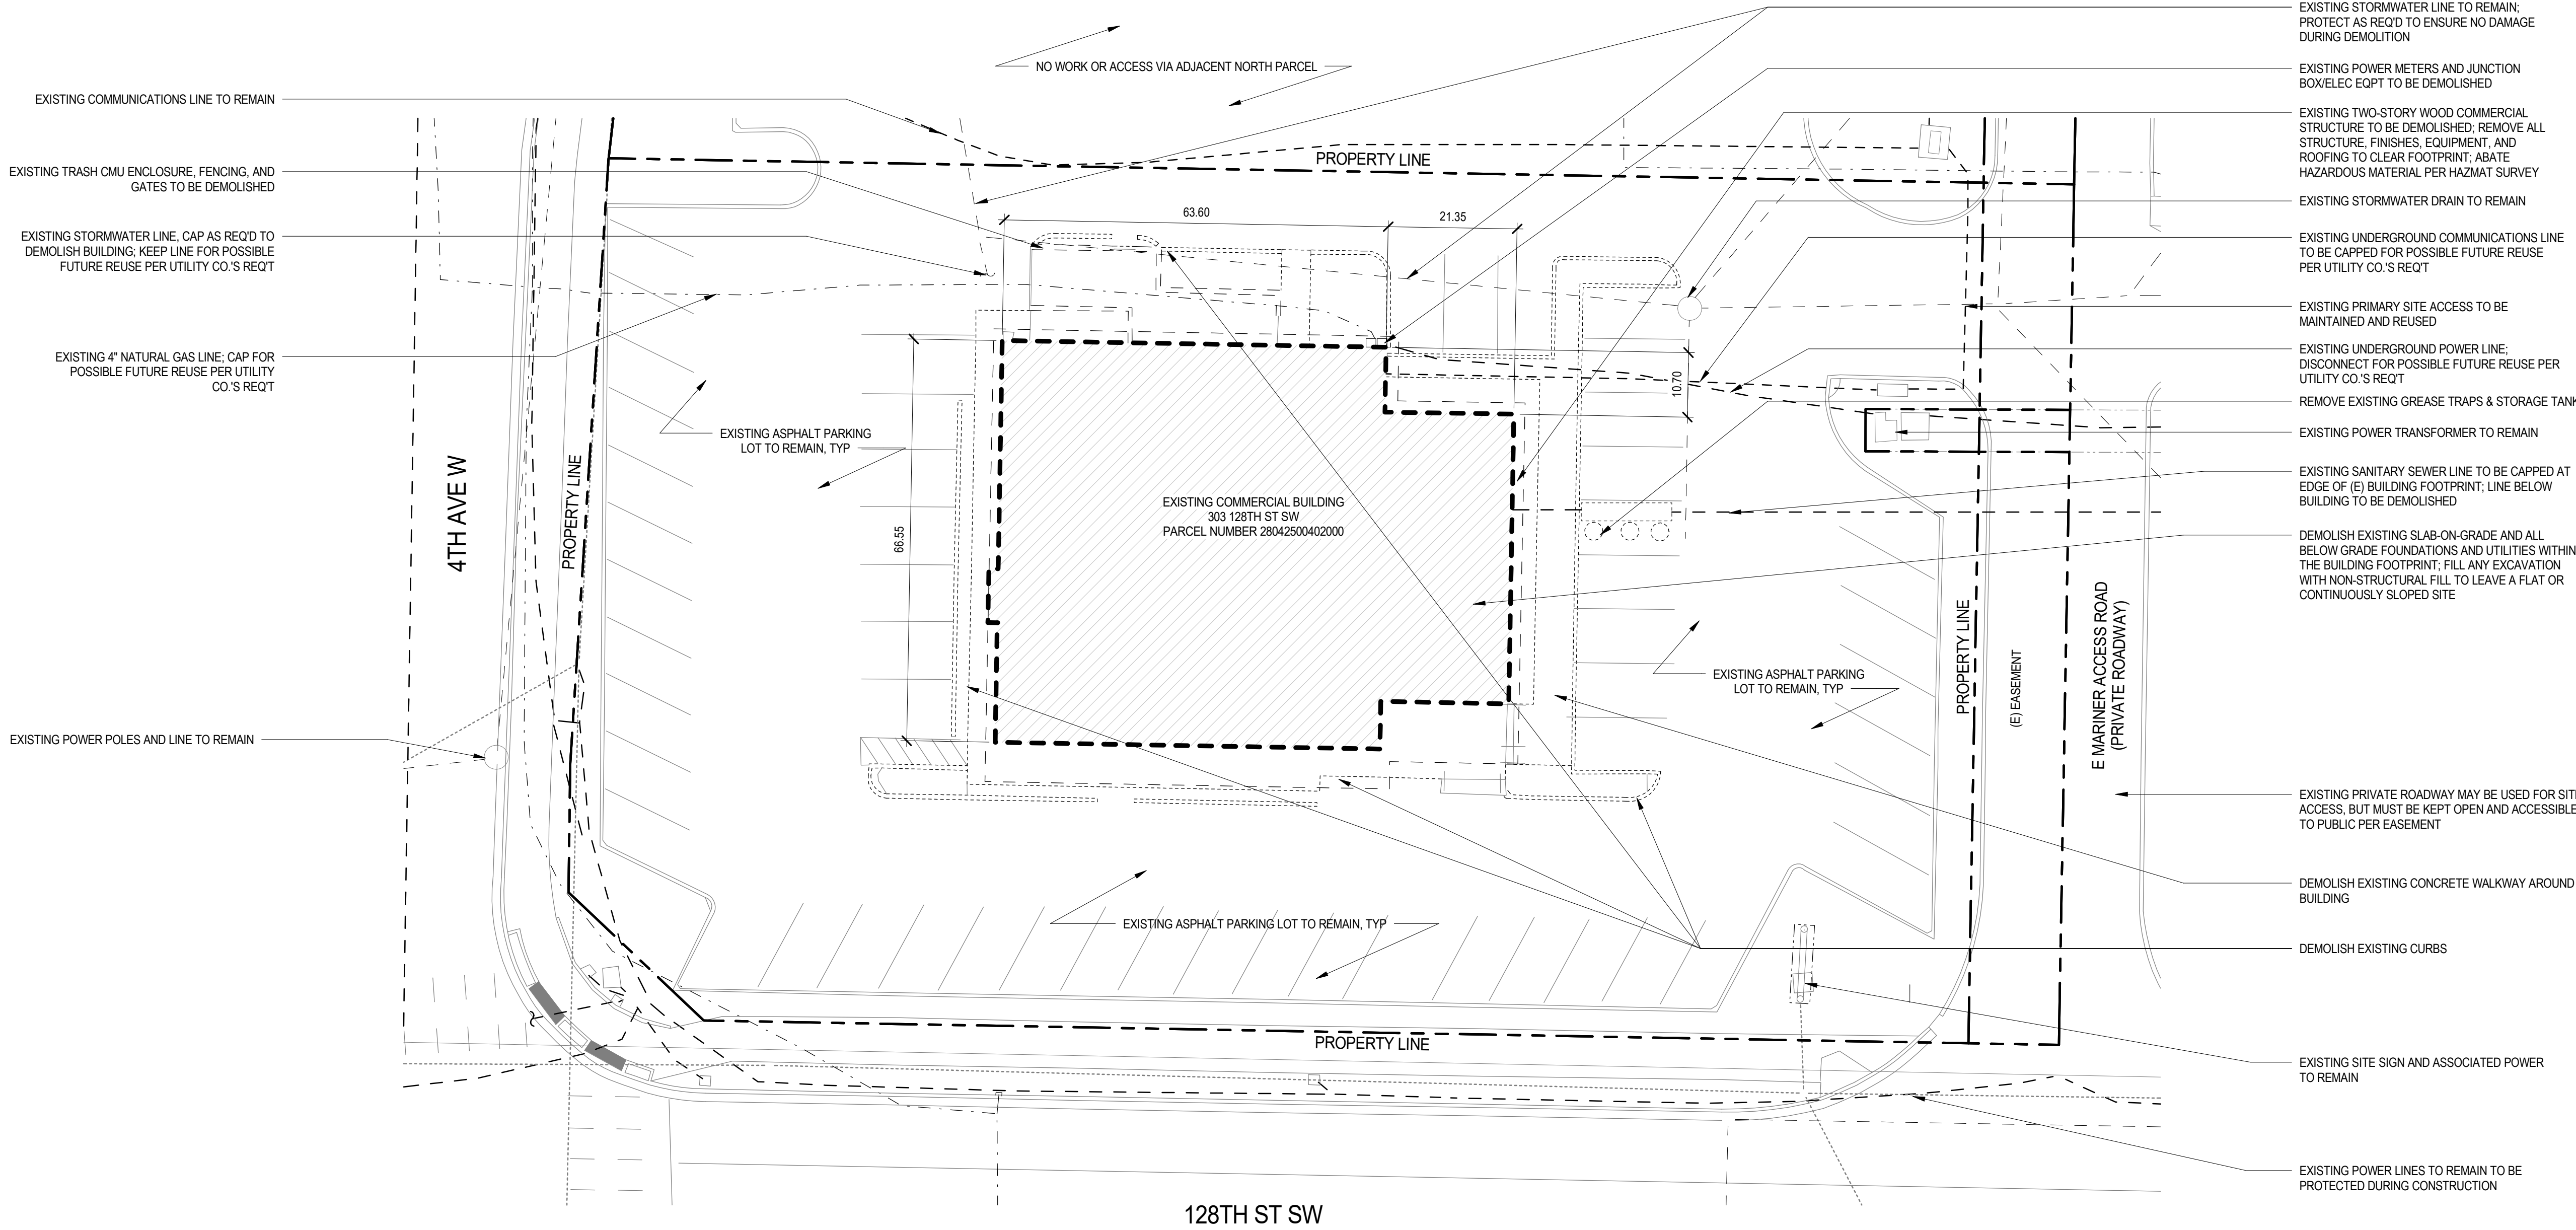 NO WORK OR ACCESS VIA ADJACENT NORTH PARCEL
EXISTING COMMUNICATIONS LINE TO REMAIN
EXISTING TRASH CMU ENCLOSURE, FENCING, AND
GATES TO BE DEMOLISHED
EXISTING STORMWATER LINE, CAP AS REQ'D TO
DEMOLISH BUILDING; KEEP LINE FOR POSSIBLE
FUTURE REUSE PER UTILITY CO.'S REQ'T
EXISTING 4" NATURAL GAS LINE; CAP FOR
POSSIBLE FUTURE REUSE PER UTILITY
CO.'S REQ'T
EXISTING POWER POLES AND LINE TO REMAIN
4TH AVE W
PROPERTY LINE
PROPERTY LINE
63.60
21.35
10.70
66.55
EXISTING ASPHALT PARKING
LOT TO REMAIN, TYP
EXISTING COMMERCIAL BUILDING
303 128TH ST SW
PARCEL NUMBER 28042500402000
EXISTING ASPHALT PARKING
LOT TO REMAIN, TYP
EXISTING ASPHALT PARKING LOT TO REMAIN, TYP
PROPERTY LINE
PROPERTY LINE
(E) EASEMENT
E MARINER ACCESS ROAD
(PRIVATE ROADWAY)
128TH ST SW
EXISTING STORMWATER LINE TO REMAIN;
PROTECT AS REQ'D TO ENSURE NO DAMAGE
DURING DEMOLITION
EXISTING POWER METERS AND JUNCTION
BOX/ELEC EQPT TO BE DEMOLISHED
EXISTING TWO-STORY WOOD COMMERCIAL
STRUCTURE TO BE DEMOLISHED; REMOVE ALL
STRUCTURE, FINISHES, EQUIPMENT, AND
ROOFING TO CLEAR FOOTPRINT; ABATE
HAZARDOUS MATERIAL PER HAZMAT SURVEY
EXISTING STORMWATER DRAIN TO REMAIN
EXISTING UNDERGROUND COMMUNICATIONS LINE
TO BE CAPPED FOR POSSIBLE FUTURE REUSE
PER UTILITY CO.'S REQ'T
EXISTING PRIMARY SITE ACCESS TO BE
MAINTAINED AND REUSED
EXISTING UNDERGROUND POWER LINE;
DISCONNECT FOR POSSIBLE FUTURE REUSE PER
UTILITY CO.'S REQ'T
REMOVE EXISTING GREASE TRAPS & STORAGE TANK
EXISTING POWER TRANSFORMER TO REMAIN
EXISTING SANITARY SEWER LINE TO BE CAPPED AT
EDGE OF (E) BUILDING FOOTPRINT; LINE BELOW
BUILDING TO BE DEMOLISHED
DEMOLISH EXISTING SLAB-ON-GRADE AND ALL
BELOW GRADE FOUNDATIONS AND UTILITIES WITHIN
THE BUILDING FOOTPRINT; FILL ANY EXCAVATION
WITH NON-STRUCTURAL FILL TO LEAVE A FLAT OR
CONTINUOUSLY SLOPED SITE
EXISTING PRIVATE ROADWAY MAY BE USED FOR SITE
ACCESS, BUT MUST BE KEPT OPEN AND ACCESSIBLE
TO PUBLIC PER EASEMENT
DEMOLISH EXISTING CONCRETE WALKWAY AROUND
BUILDING
DEMOLISH EXISTING CURBS
EXISTING SITE SIGN AND ASSOCIATED POWER
TO REMAIN
EXISTING POWER LINES TO REMAIN TO BE
PROTECTED DURING CONSTRUCTION